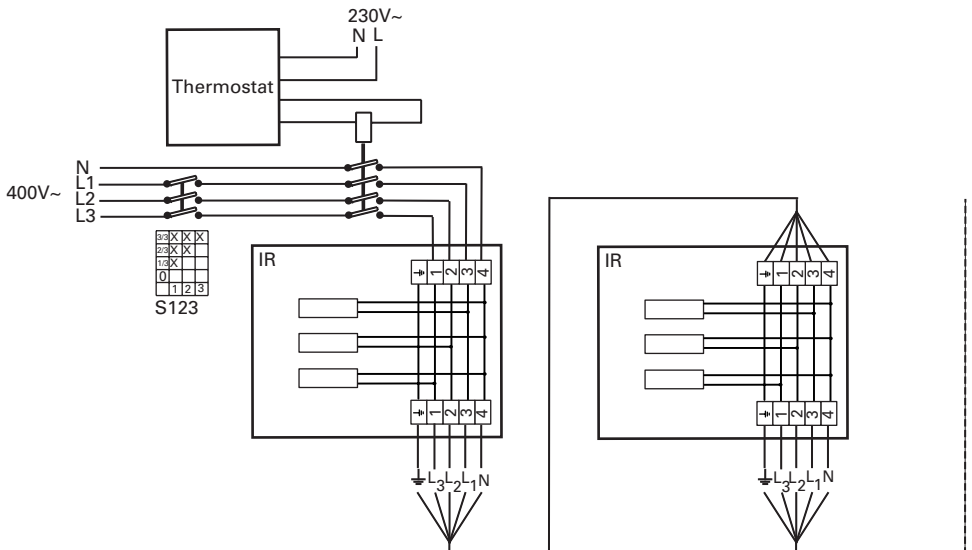 230V~
N L
Thermostat
400V~
N
L1
L2
L3
3/3 X X X
2/3 X X
1/3 X
0
1 2 3
S123
IR
1 2 3 4
1 2 3 4
L3 L2 L1 N
IR
1 2 3 4
1 2 3 4
L3 L2 L1 N